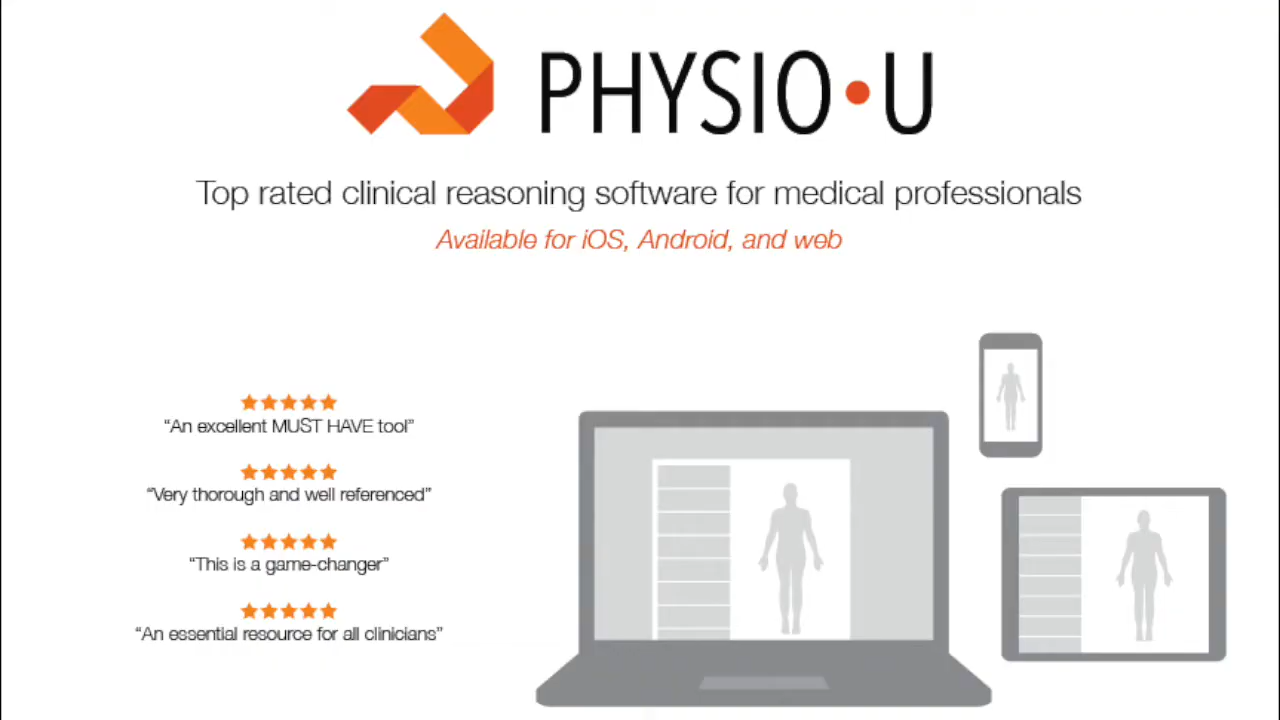 PHYSIO•U
Top rated clinical reasoning software for medical professionals
Available for iOS, Android, and web
“An excellent MUST HAVE tool”
“Very thorough and well referenced”
“This is a game-changer”
“An essential resource for all clinicians”